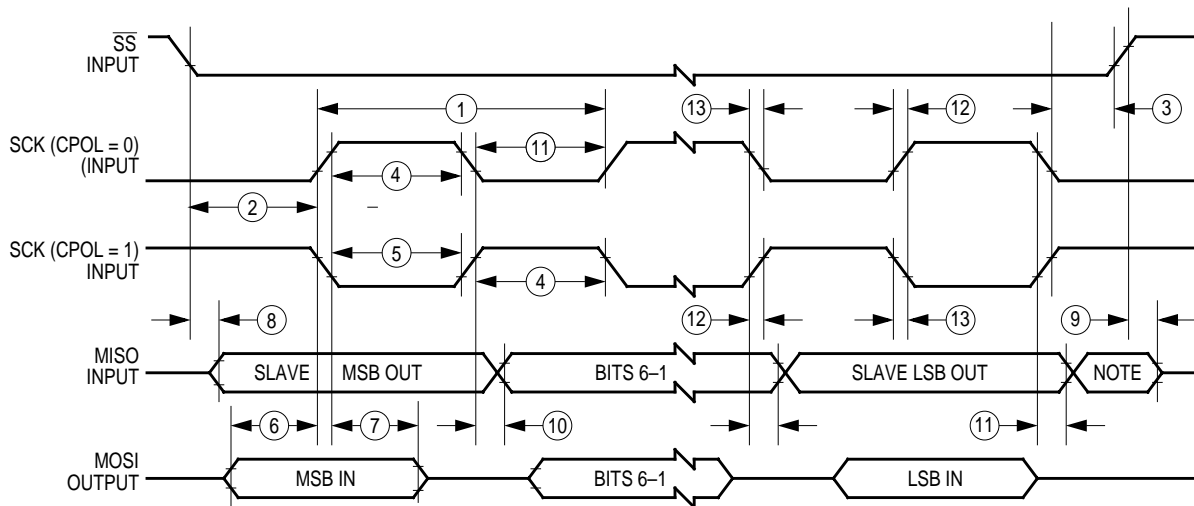 SS
INPUT
1
13
12
3
SCK (CPOL = 0)
(INPUT
11
4
2
SCK (CPOL = 1)
INPUT
5
4
8
12
13
9
MISO
INPUT
SLAVE MSB OUT
BITS 6–1
SLAVE LSB OUT
NOTE
6
7
10
11
MOSI
OUTPUT
MSB IN
BITS 6–1
LSB IN